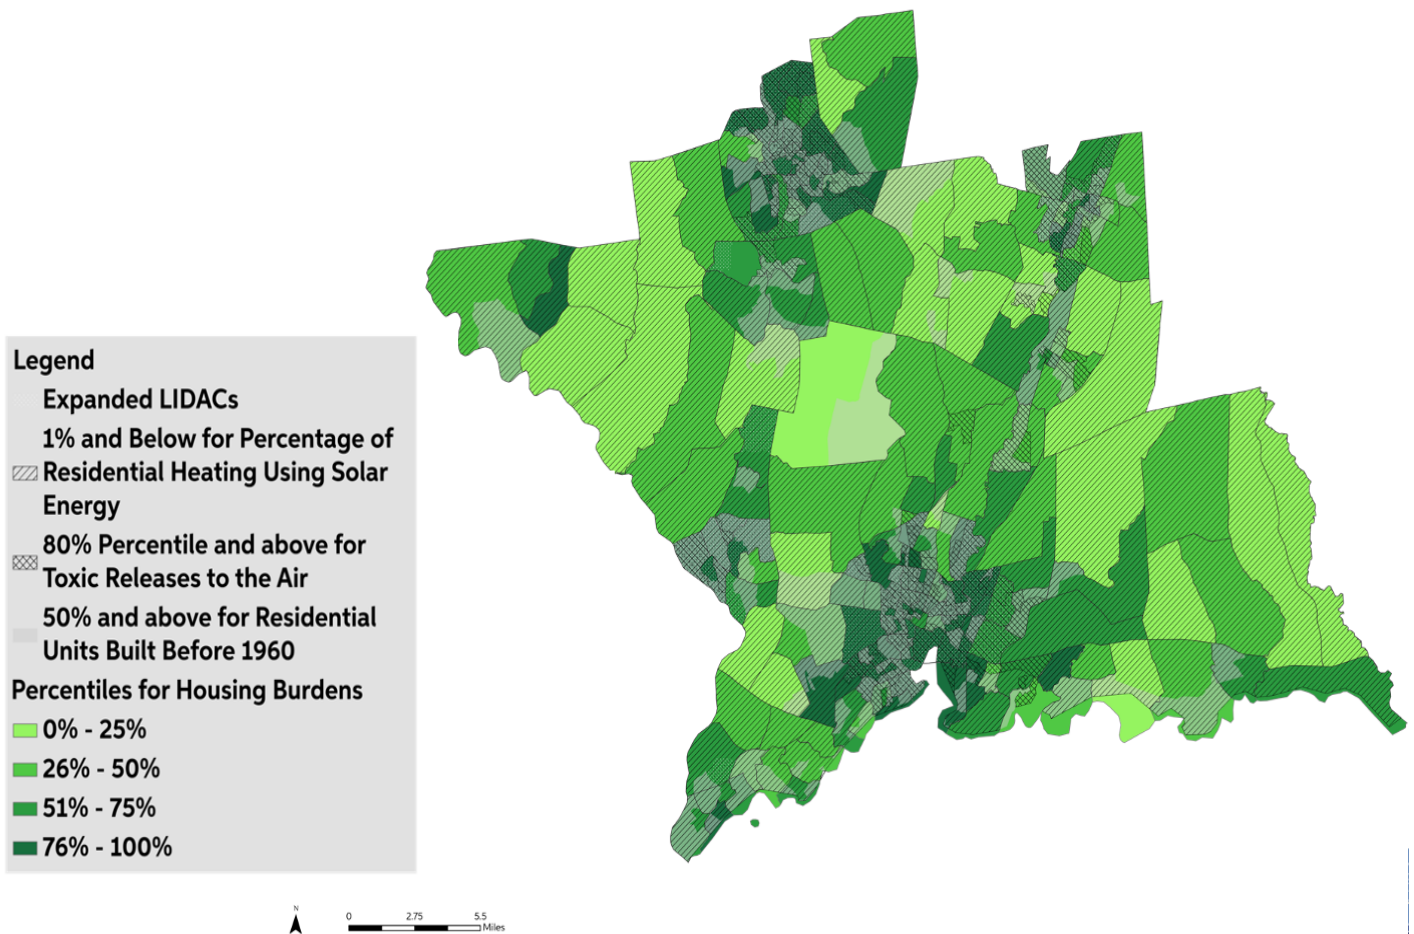 Legend
Expanded LIDACs
1% and Below for Percentage of
Residential Heating Using Solar
Energy
80% Percentile and above for
Toxic Releases to the Air
50% and above for Residential
Units Built Before 1960
Percentiles for Housing Burdens
0% - 25%
26% - 50%
51% - 75%
76% - 100%
N
0 2.75 5.5
Miles